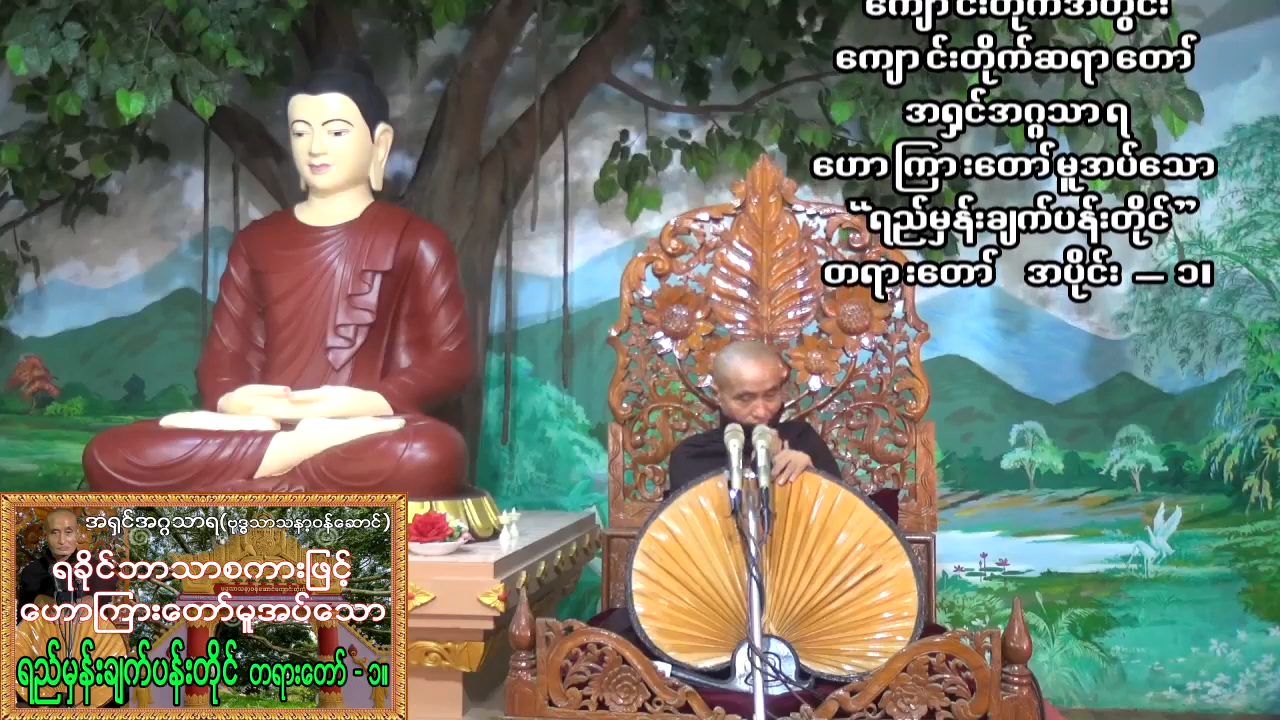 ကျောင်းတိုက်အတွင်း
ကျောင်းတိုက်ဆရာတော်
အရှင်အဂ္ဂသာရ
ဟောကြားတော်မူအပ်သော
“ရည်မှန်းချက်ပန်းတိုင်”
တရားတော် အပိုင်း — ၁။
အရှင်အဂ္ဂသာရ(ဗုဒ္ဓသာသနာ့ဝန်ဆောင်)
ရခိုင်ဘာသာစကားဖြင့်
ဟောကြားတော်မူအပ်သော
ရည်မှန်းချက်ပန်းတိုင် တရားတော် - ၁။